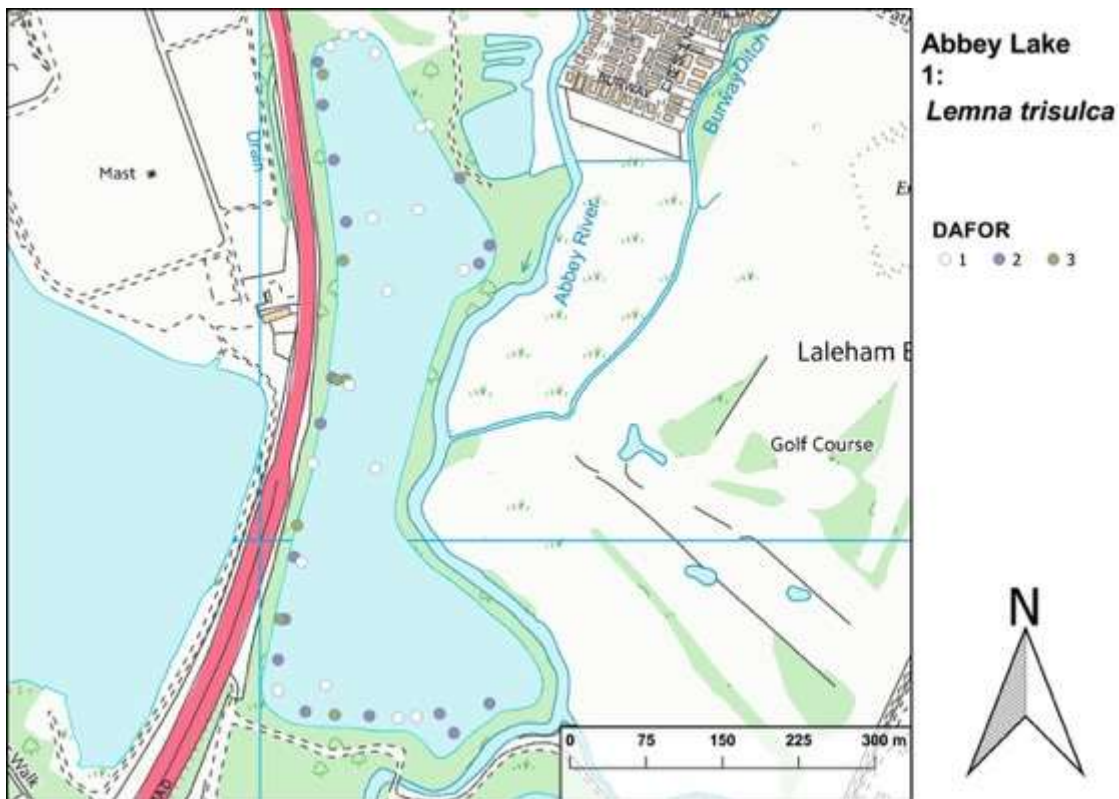 Abbey Lake
1:
Lemna trisulca
DAFOR
1 2 3
Mast
Drain
BURWAY
Burway Ditch
Abbey River
Laleham B
Golf Course
Walk
N
0 75 150 225 300 m